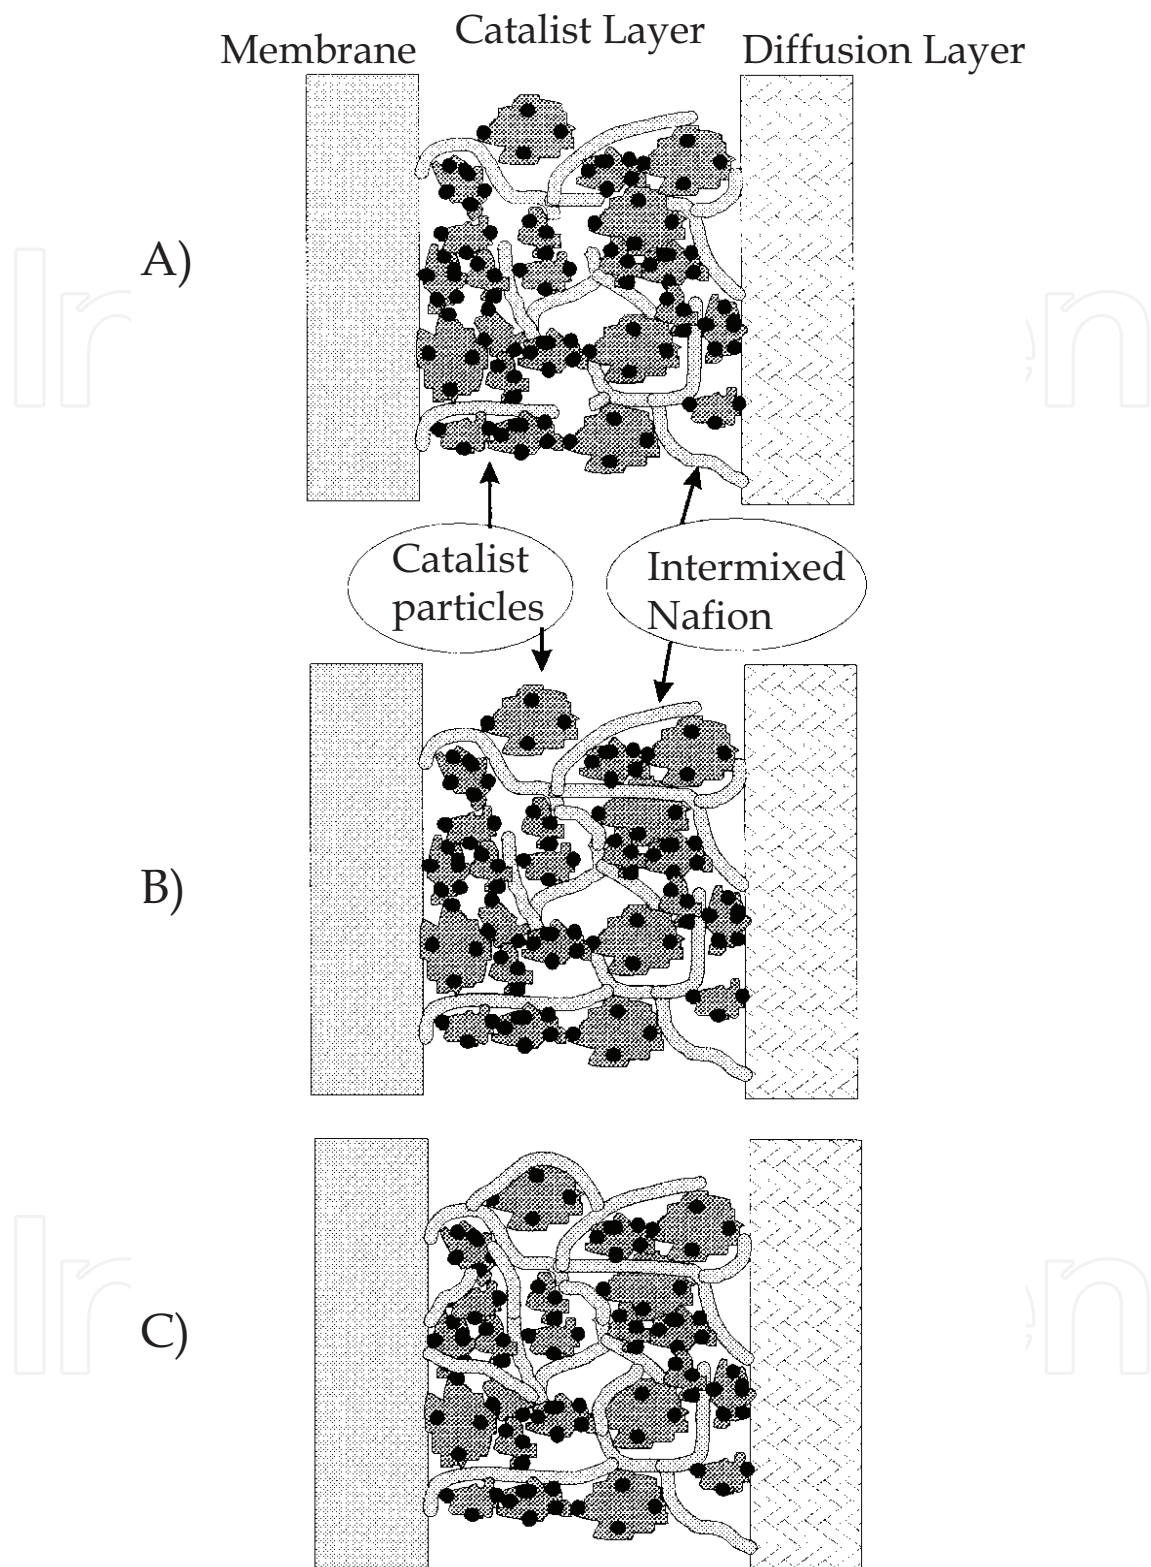 Catalist Layer
Membrane
Diffusion Layer
A)
Catalist
particles
Intermixed
Nafion
B)
C)